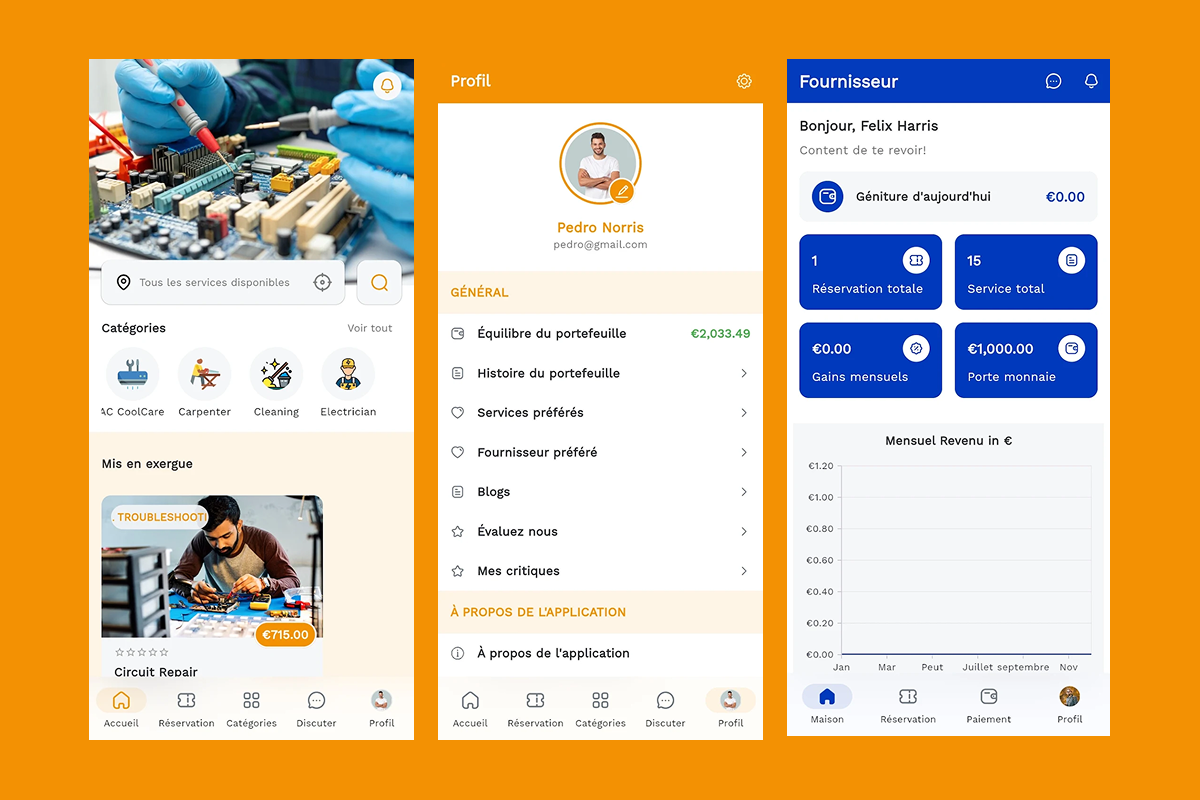 Tous les services disponibles
Catégories
Voir tout
AC CoolCare
Carpenter
Cleaning
Electrician
Mis en exergue
. TROUBLESHOOTI
€715.00
Circuit Repair
Accueil
Réservation
Catégories
Discuter
Profil
Profil
Pedro Norris
pedro@gmail.com
GÉNÉRAL
Équilibre du portefeuille
€2,033.49
Histoire du portefeuille
Services préférés
Fournisseur préféré
Blogs
Évaluez nous
Mes critiques
À PROPOS DE L'APPLICATION
À propos de l'application
Accueil
Réservation
Catégories
Discuter
Profil
Fournisseur
Bonjour, Felix Harris
Content de te revoir!
Géniture d'aujourd'hui
€0.00
1
Réservation totale
15
Service total
€0.00
Gains mensuels
€1,000.00
Porte monnaie
Mensuel Revenu in €
€1.20
€1.00
€0.80
€0.60
€0.40
€0.20
€0.00
Jan
Mar
Peut
Juillet
septembre
Nov
Maison
Réservation
Paiement
Profil